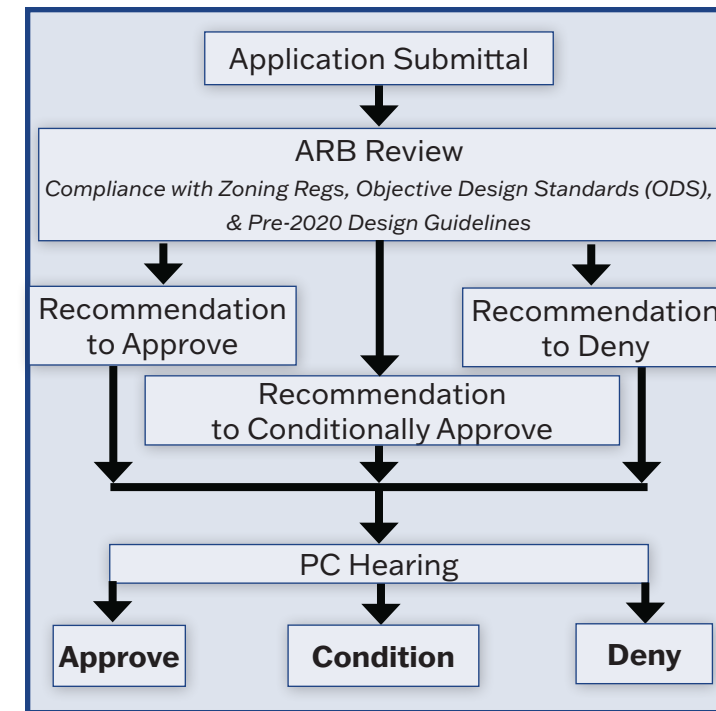 Application Submittal
ARB Review
Compliance with Zoning Regs, Objective Design Standards (ODS),
& Pre-2020 Design Guidelines
Recommendation
to Approve
Recommendation
to Deny
Recommendation
to Conditionally Approve
PC Hearing
Approve
Condition
Deny